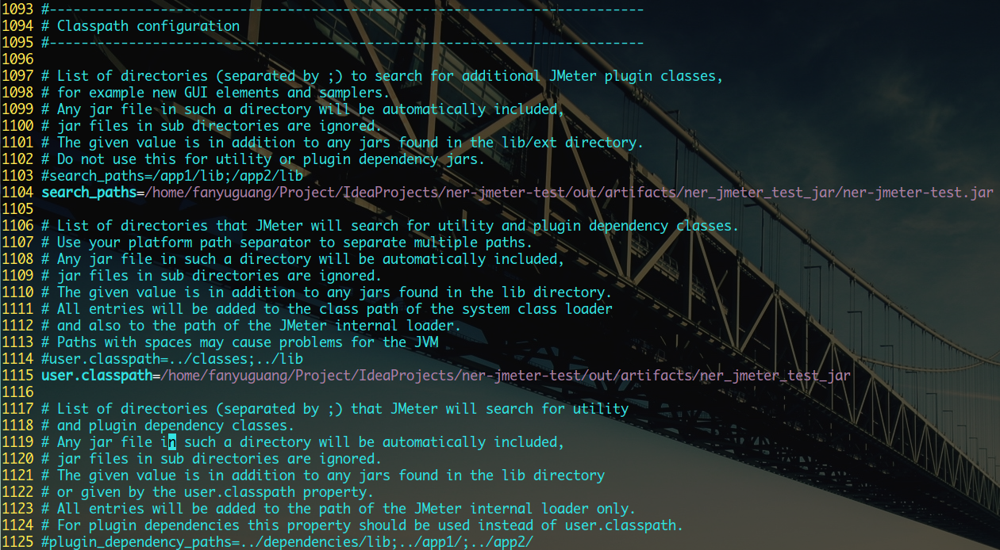 1093 #---------------------------------------------------------------------------
1094 # Classpath configuration
1095 #---------------------------------------------------------------------------
1096
1097 # List of directories (separated by ;) to search for additional JMeter plugin classes,
1098 # for example new GUI elements and samplers.
1099 # Any jar file in such a directory will be automatically included,
1100 # jar files in sub directories are ignored.
1101 # The given value is in addition to any jars found in the lib/ext directory.
1102 # Do not use this for utility or plugin dependency jars.
1103 #search_paths=/app1/lib;/app2/lib
1104 search_paths=/home/fanyuguang/Project/IdeaProjects/ner-jmeter-test/out/artifacts/ner_jmeter_test_jar/ner-jmeter-test.jar
1105
1106 # List of directories that JMeter will search for utility and plugin dependency classes.
1107 # Use your platform path separator to separate multiple paths.
1108 # Any jar file in such a directory will be automatically included,
1109 # jar files in sub directories are ignored.
1110 # The given value is in addition to any jars found in the lib directory.
1111 # All entries will be added to the class path of the system class loader
1112 # and also to the path of the JMeter internal loader.
1113 # Paths with spaces may cause problems for the JVM
1114 #user.classpath=../classes;../lib
1115 user.classpath=/home/fanyuguang/Project/IdeaProjects/ner-jmeter-test/out/artifacts/ner_jmeter_test_jar
1116
1117 # List of directories (separated by ;) that JMeter will search for utility
1118 # and plugin dependency classes.
1119 # Any jar file in such a directory will be automatically included,
1120 # jar files in sub directories are ignored.
1121 # The given value is in addition to any jars found in the lib directory
1122 # or given by the user.classpath property.
1123 # All entries will be added to the path of the JMeter internal loader only.
1124 # For plugin dependencies this property should be used instead of user.classpath.
1125 #plugin_dependency_paths=../dependencies/lib;../app1/;../app2/